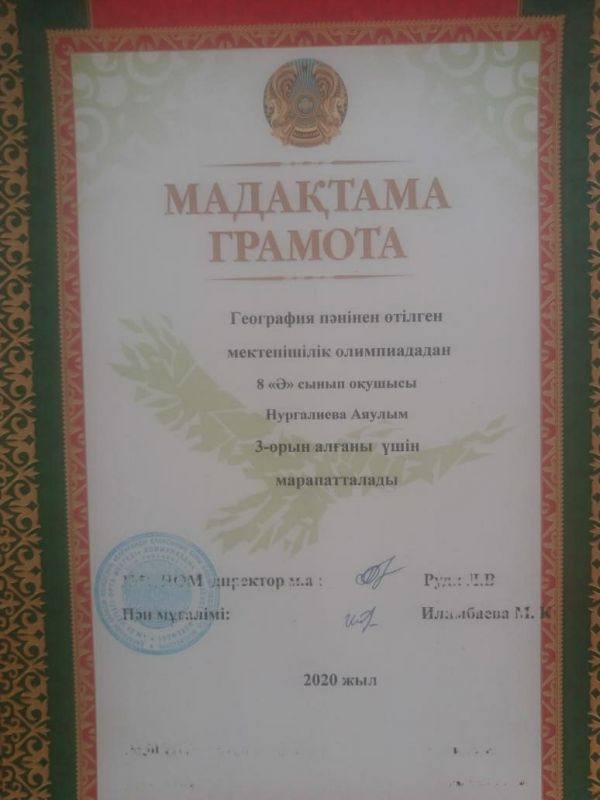 МАДАҚТАМА
ГРАМОТА
География пәнінен өтілген
мектепішілік олимпиададан
8 «Ә» сынып оқушысы
Нургалиева Аяулым
3-орын алғаны үшін
марапатталады
директор м.а :
Пән мұғалімі: Иламбаева М. К
2020 жыл